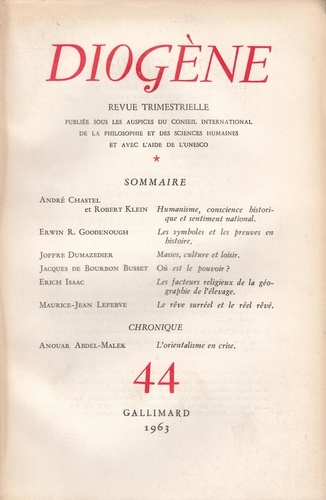 DIOGÈNE
REVUE TRIMESTRIELLE
PUBLIÉE SOUS LES AUSPICES DU CONSEIL INTERNATIONAL
DE LA PHILOSOPHIE ET DES SCIENCES HUMAINES
ET AVEC L'AIDE DE L'UNESCO
*
SOMMAIRE
ANDRÉ CHASTEL
et ROBERT KLEIN Humanisme, conscience histori-
que et sentiment national.
ERWIN R. GOODENOUGH Les symboles et les preuves en
histoire.
JOFFRE DUMAZEDIER Masses, culture et loisir.
JACQUES DE BOURBON BUSSET Où est le pouvoir?
ERICH ISAAC Les facteurs religieux de la géo-
graphie de l'élevage.
MAURICE-JEAN LEFEBVE Le rêve surréel et le réel rêvé.
CHRONIQUE
ANOUAR ABDEL-MALEK L'orientalisme en crise.
44
GALLIMARD
1963